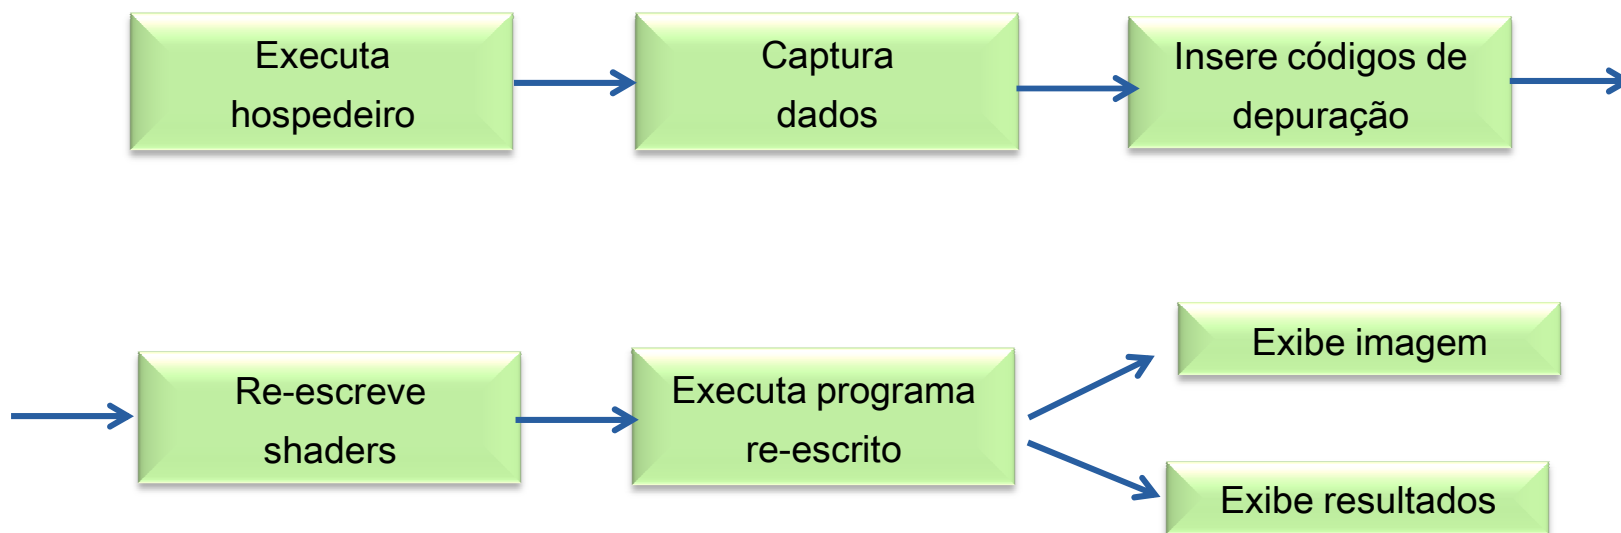 Executa
hospedeiro
Captura
dados
Insere códigos de
depuração
Re-escreve
shaders
Executa programa
re-escrito
Exibe imagem
Exibe resultados